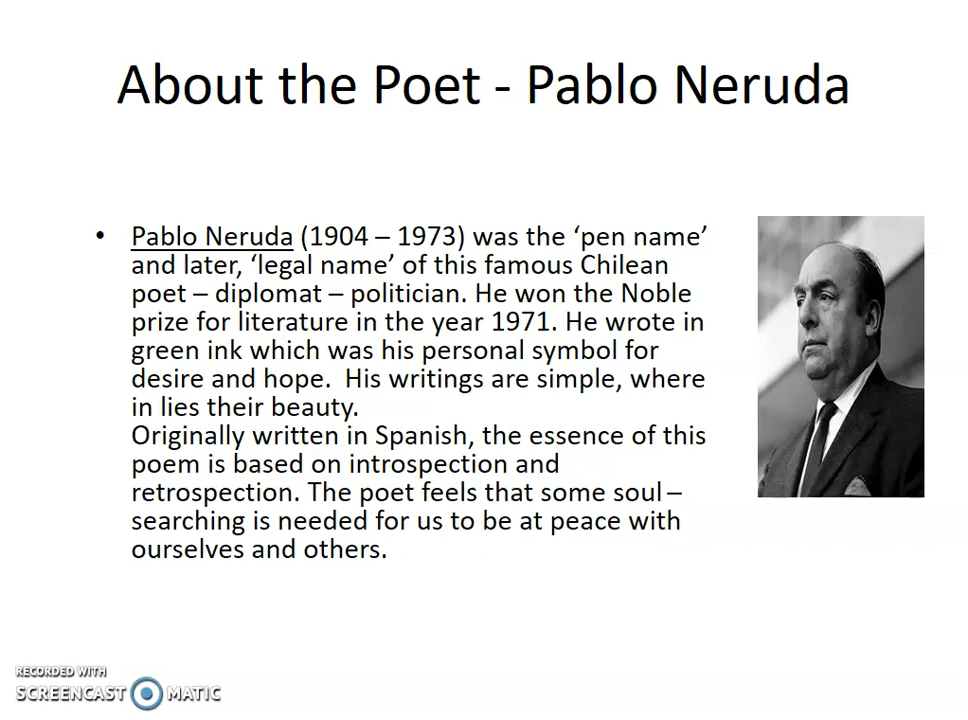 About the Poet - Pablo Neruda
• Pablo Neruda (1904 – 1973) was the ‘pen name’
and later, ‘legal name’ of this famous Chilean
poet – diplomat – politician. He won the Noble
prize for literature in the year 1971. He wrote in
green ink which was his personal symbol for
desire and hope.  His writings are simple, where
in lies their beauty.
Originally written in Spanish, the essence of this
poem is based on introspection and
retrospection. The poet feels that some soul –
searching is needed for us to be at peace with
ourselves and others.
RECORDED WITH
SCREENCAST MATIC